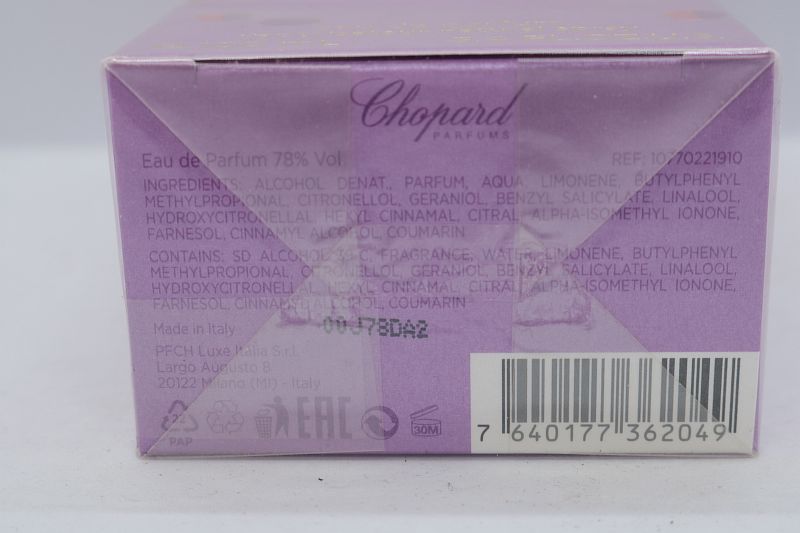 Chopard
PARFUMS
Eau de Parfum 78% Vol.
REF: 10770221910
INGREDIENTS: ALCOHOL DENAT., PARFUM, AQUA, LIMONENE, BUTYLPHENYL
METHYLPROPIONAL, CITRONELLOL, GERANIOL, BENZYL SALICYLATE, LINALOOL,
HYDROXYCITRONELLAL, HEXYL CINNAMAL, CITRAL, ALPHA-ISOMETHYL IONONE,
FARNESOL, CINNAMYL ALCOHOL, COUMARIN
CONTAINS: SD ALCOHOL 39-C, FRAGRANCE, WATER, LIMONENE, BUTYLPHENYL
METHYLPROPIONAL, CITRONELLOL, GERANIOL, BENZYL SALICYLATE, LINALOOL,
HYDROXYCITRONELLAL, HEXYL CINNAMAL, CITRAL, ALPHA-ISOMETHYL IONONE,
FARNESOL, CINNAMYL ALCOHOL, COUMARIN
Made in Italy
00J78DA2
PFCH Luxe Italia S.r.l.
Largo Augusto 8
20122 Milano (MI) - Italy
22
PAP
EAC
30M
7 640177 362049